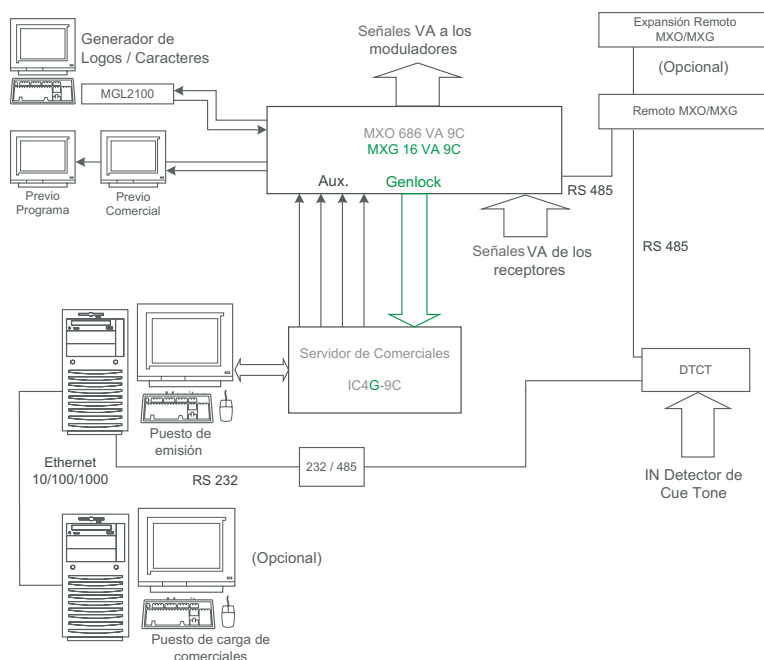 Generador de
Logos / Caracteres
MGL2100
Señales VA a los
moduladores
Expansión Remoto
MXO/MXG
(Opcional)
Remoto MXO/MXG
MXO 686 VA 9C
MXG 16 VA 9C
Aux.
Genlock
RS 485
Previo
Programa
Previo
Comercial
Señales VA de los
receptores
RS 485
Servidor de Comerciales
IC4G-9C
DTCT
Puesto de
emisión
Ethernet
10/100/1000
RS 232
232 / 485
IN Detector de
Cue Tone
(Opcional)
Puesto de carga de
comerciales